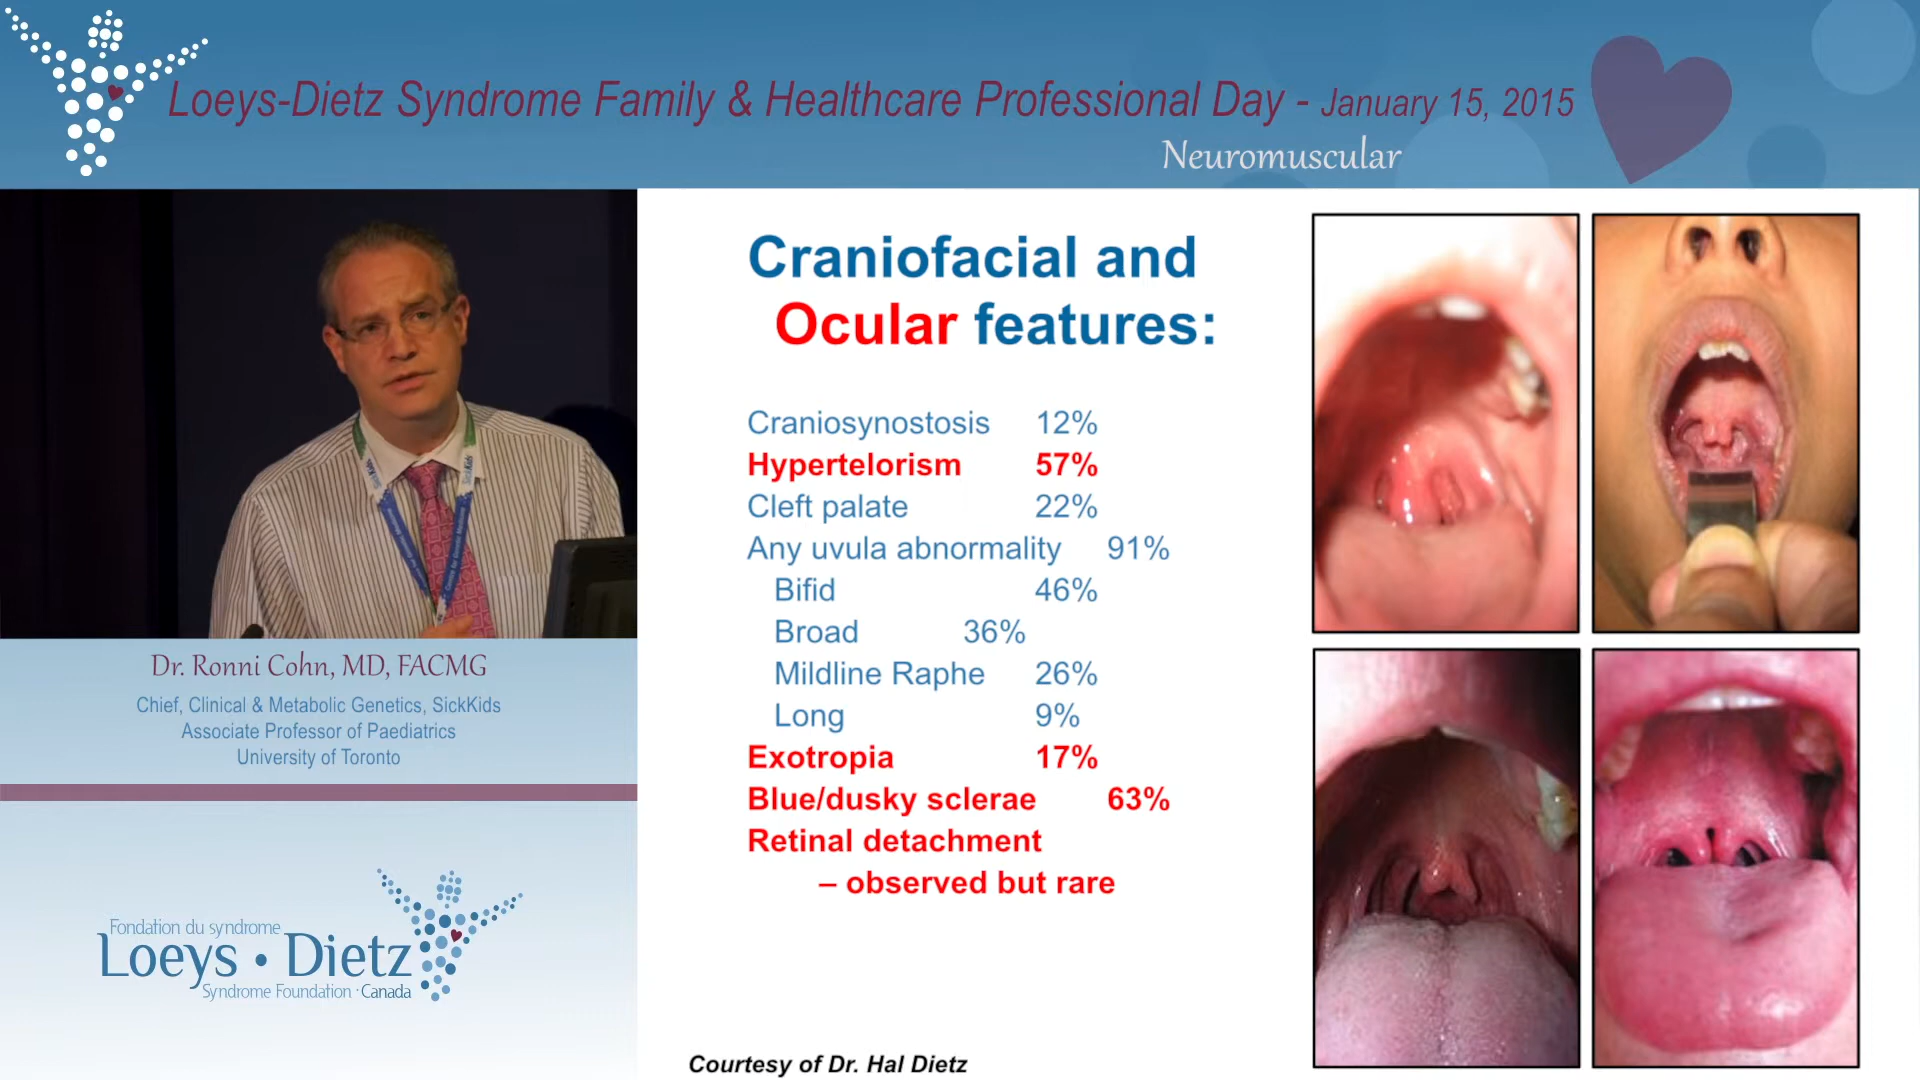 Loeys-Dietz Syndrome Family & Healthcare Professional Day - January 15, 2015
Neuromuscular
Craniofacial and
Ocular features:
Craniosynostosis 12%
Hypertelorism 57%
Cleft palate 22%
Any uvula abnormality 91%
Bifid 46%
Broad 36%
Mildline Raphe 26%
Long 9%
Exotropia 17%
Blue/dusky sclerae 63%
Retinal detachment
– observed but rare
Courtesy of Dr. Hal Dietz
SickKids
Dr. Ronni Cohn, MD, FACMG
Chief, Clinical & Metabolic Genetics, SickKids
Associate Professor of Paediatrics
University of Toronto
Fondation du syndrome
Loeys • Dietz
Syndrome Foundation · Canada